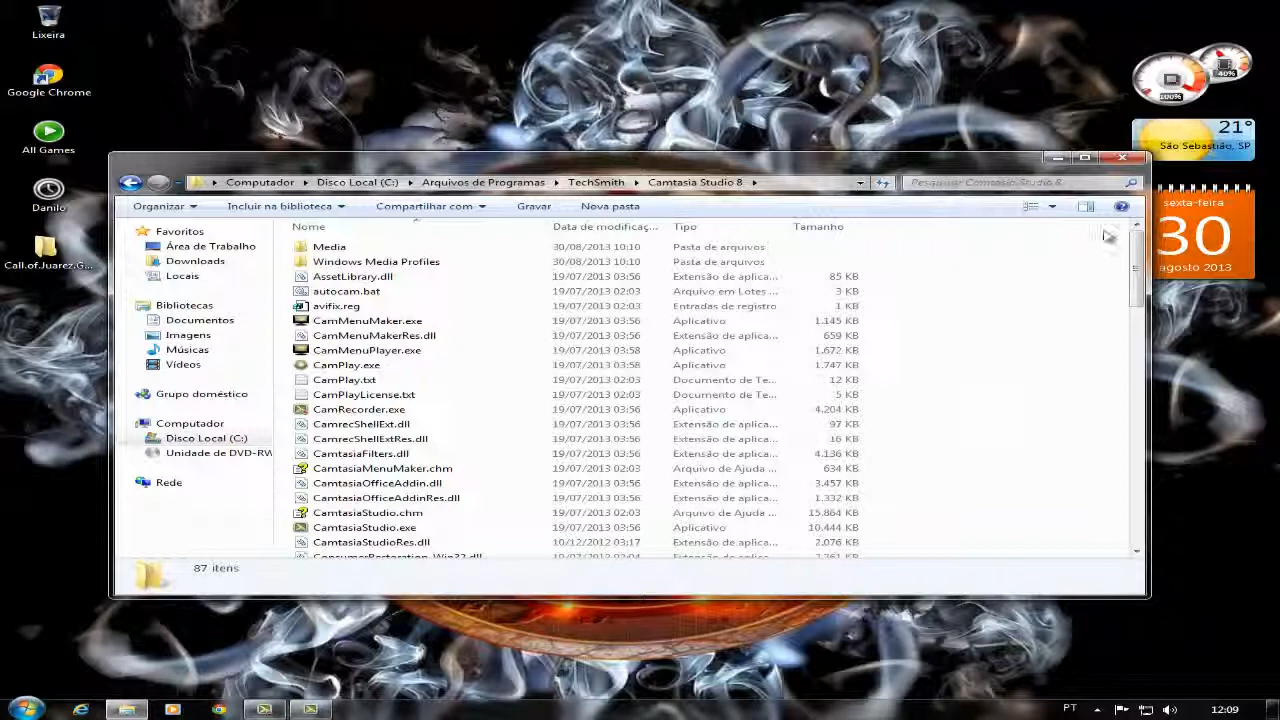 Lixeira
Google Chrome
All Games
Danilo
Call.of.Juarez.G...
40%
100%
21°
São Sebastião, SP
sexta-feira
30
agosto 2013
Computador Disco Local (C:) Arquivos de Programas TechSmith Camtasia Studio 8
Pesquisar Camtasia Studio 8
Organizar Incluir na biblioteca Compartilhar com Gravar Nova pasta
Nome Data de modificaç... Tipo Tamanho
Favoritos
Área de Trabalho
Downloads
Locais
Bibliotecas
Documentos
Imagens
Músicas
Vídeos
Grupo doméstico
Computador
Disco Local (C:)
Unidade de DVD-RW
Rede
Media 30/08/2013 10:10 Pasta de arquivos
Windows Media Profiles 30/08/2013 10:10 Pasta de arquivos
AssetLibrary.dll 19/07/2013 03:56 Extensão de aplica... 85 KB
autocam.bat 19/07/2013 02:03 Arquivo em Lotes ... 3 KB
avifix.reg 19/07/2013 02:03 Entradas de registro 1 KB
CamMenuMaker.exe 19/07/2013 03:56 Aplicativo 1.145 KB
CamMenuMakerRes.dll 19/07/2013 03:56 Extensão de aplica... 659 KB
CamMenuPlayer.exe 19/07/2013 03:58 Aplicativo 1.672 KB
CamPlay.exe 19/07/2013 03:58 Aplicativo 1.747 KB
CamPlay.txt 19/07/2013 02:03 Documento de Te... 12 KB
CamPlayLicense.txt 19/07/2013 02:03 Documento de Te... 5 KB
CamRecorder.exe 19/07/2013 03:56 Aplicativo 4.204 KB
CamrecShellExt.dll 19/07/2013 03:56 Extensão de aplica... 97 KB
CamrecShellExtRes.dll 19/07/2013 03:56 Extensão de aplica... 16 KB
CamtasiaFilters.dll 19/07/2013 03:56 Extensão de aplica... 4.136 KB
CamtasiaMenuMaker.chm 19/07/2013 02:03 Arquivo de Ajuda ... 634 KB
CamtasiaOfficeAddin.dll 19/07/2013 03:56 Extensão de aplica... 3.457 KB
CamtasiaOfficeAddinRes.dll 19/07/2013 03:56 Extensão de aplica... 1.332 KB
CamtasiaStudio.chm 19/07/2013 02:03 Arquivo de Ajuda ... 15.864 KB
CamtasiaStudio.exe 19/07/2013 03:56 Aplicativo 10.444 KB
CamtasiaStudioRes.dll 10/12/2012 03:17 Extensão de aplica... 2.076 KB
87 itens
PT 12:09